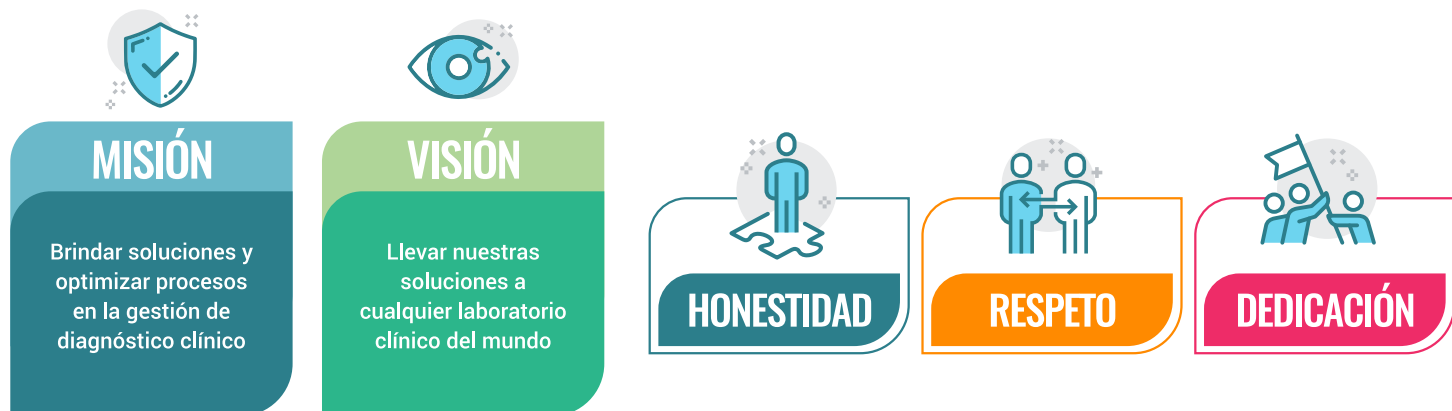 MISIÓN
Brindar soluciones y
optimizar procesos
en la gestión de
diagnóstico clínico
VISIÓN
Llevar nuestras
soluciones a
cualquier laboratorio
clínico del mundo
HONESTIDAD
RESPETO
DEDICACIÓN